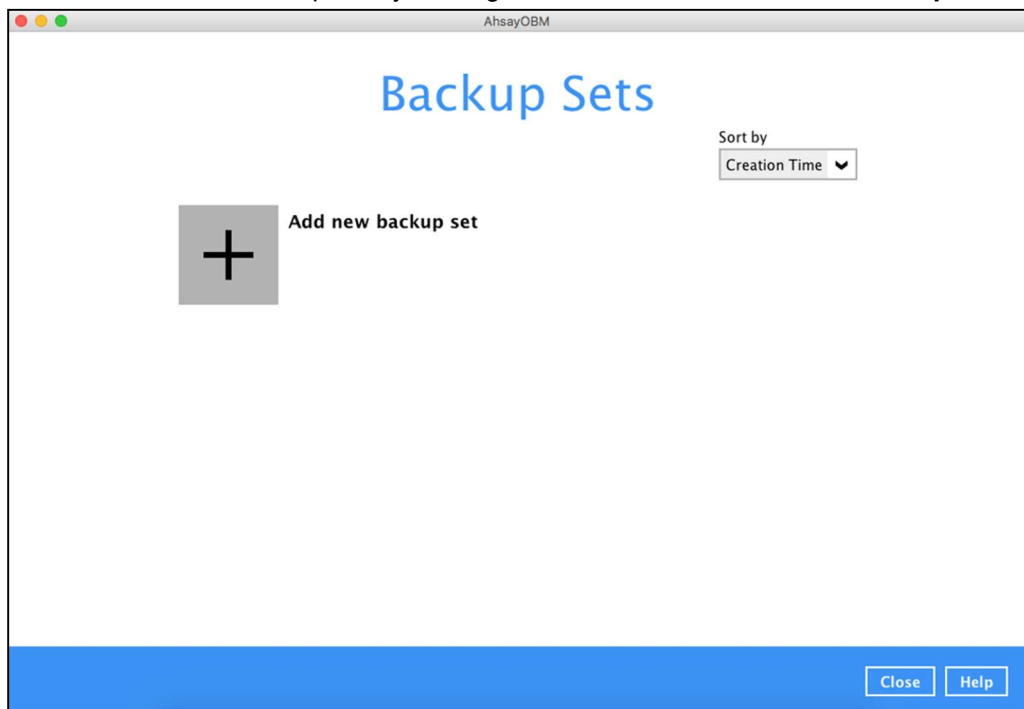 AhsayOBM
Backup Sets
Sort by
Creation Time
Add new backup set
Close
Help